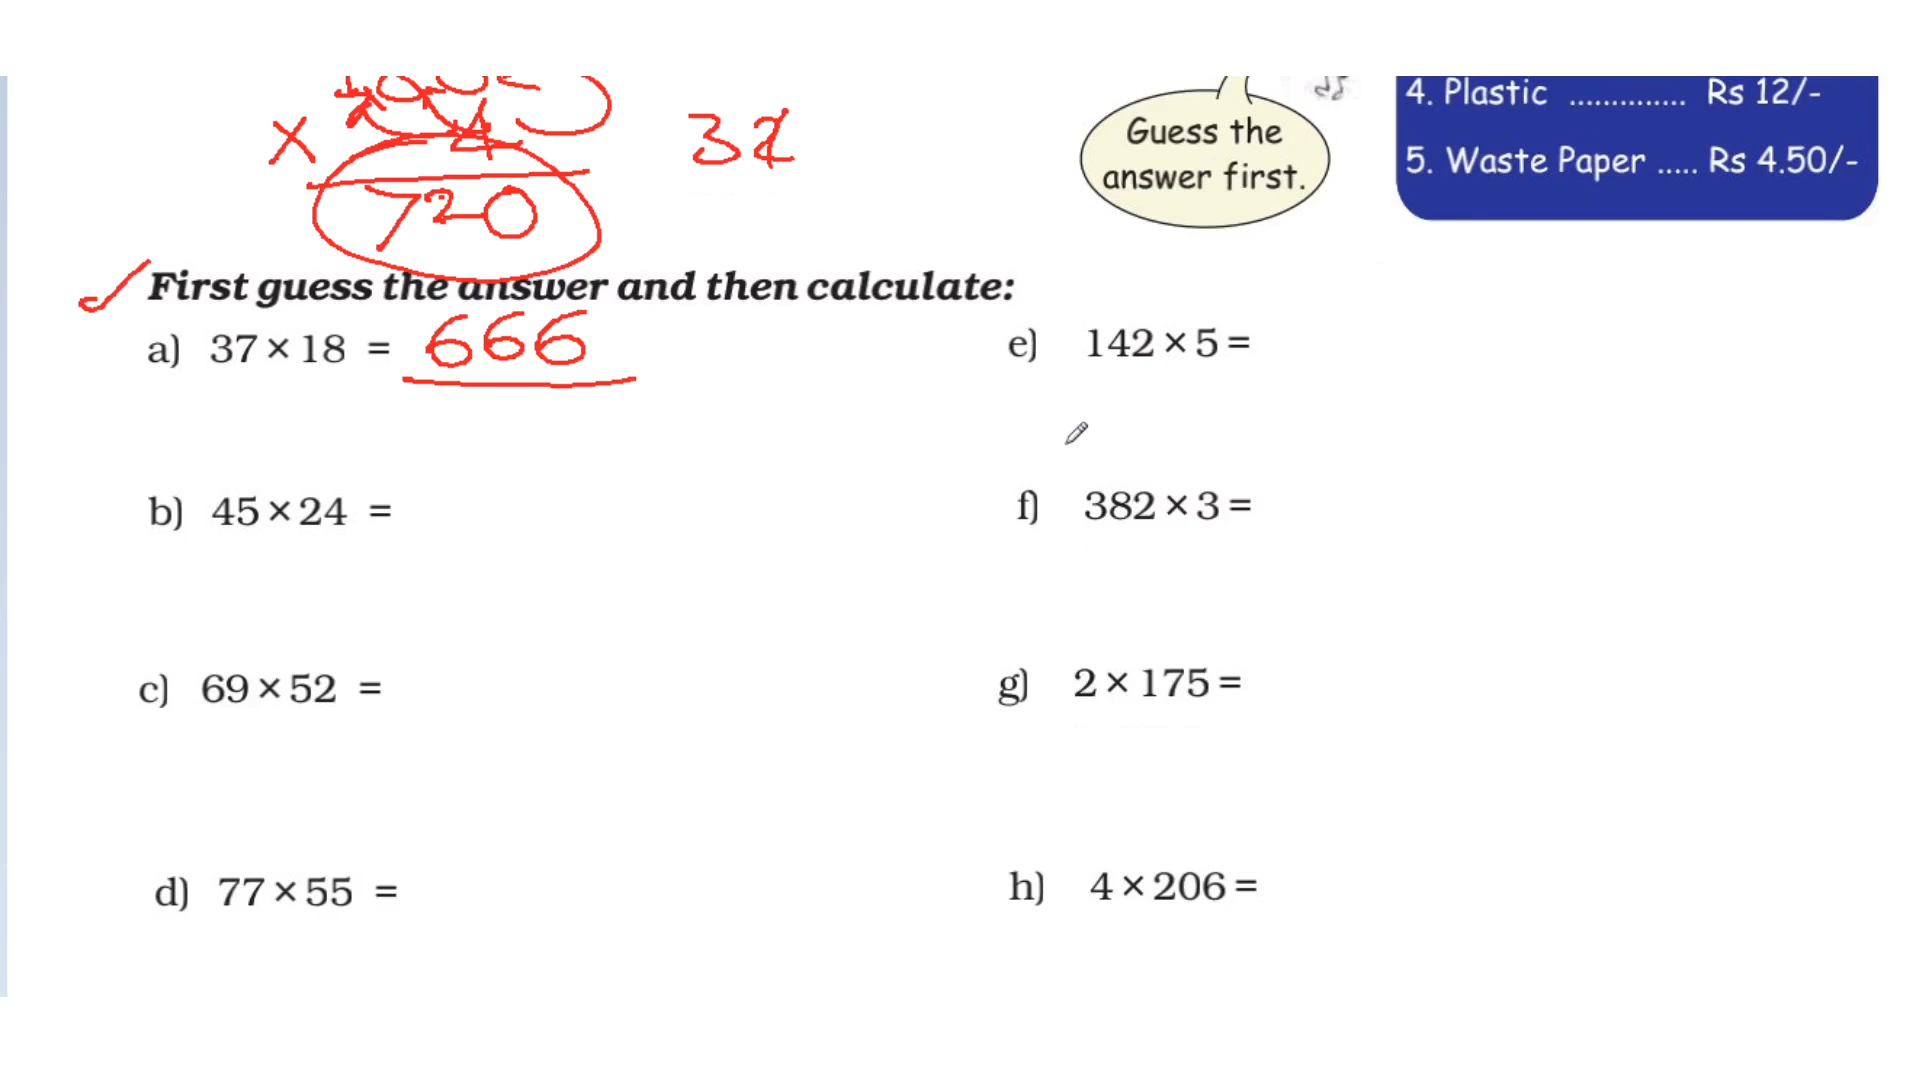 4. Plastic .............. Rs 12/-
× 4
32
Guess the
answer first.
5. Waste Paper ..... Rs 4.50/-
720
First guess the answer and then calculate:
a) 37 × 18 = 666
e) 142 × 5 =
b) 45 × 24 =
f) 382 × 3 =
c) 69 × 52 =
g) 2 × 175 =
d) 77 × 55 =
h) 4 × 206 =